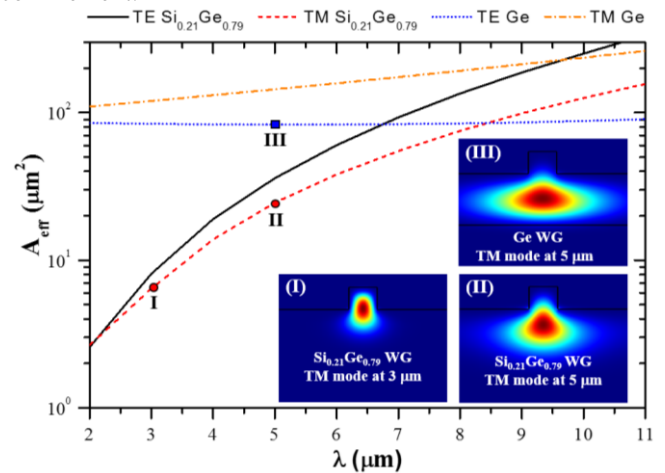 TE Si0.21Ge0.79 TM Si0.21Ge0.79 TE Ge TM Ge
Aeff (μm2)
10^2
10^1
10^0
2 3 4 5 6 7 8 9 10 11
λ (μm)
I
II
III
(III)
Ge WG
TM mode at 5 μm
(I)
Si0.21Ge0.79 WG
TM mode at 3 μm
(II)
Si0.21Ge0.79 WG
TM mode at 5 μm